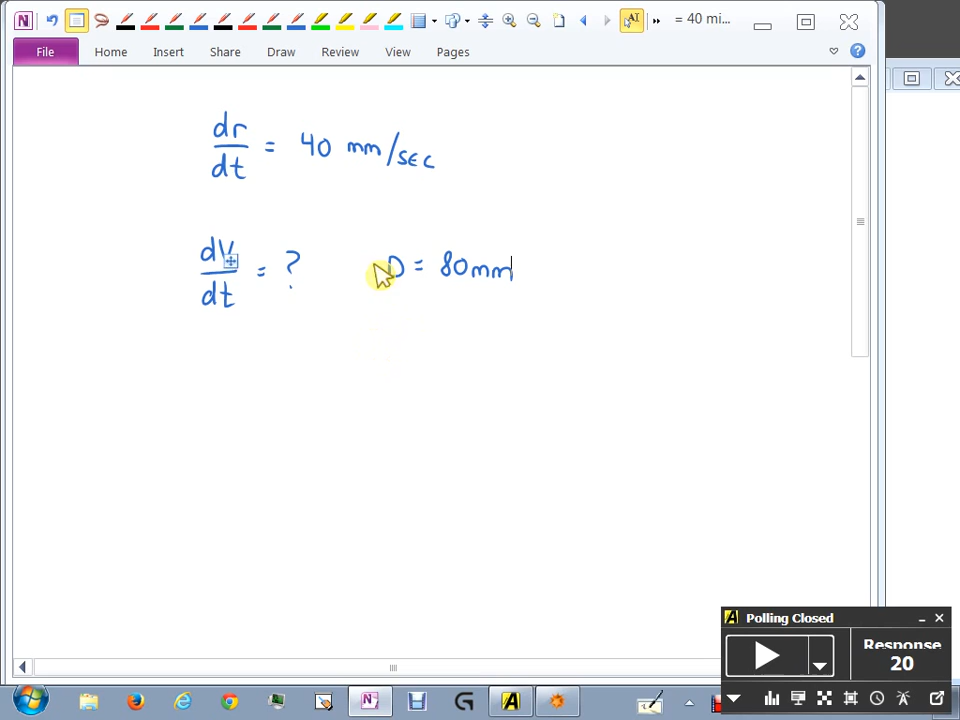 = 40 mi...
File Home Insert Share Draw Review View Pages
dr/dt = 40 mm/sec
dV/dt = ? D = 80mm
Polling Closed
Response
20